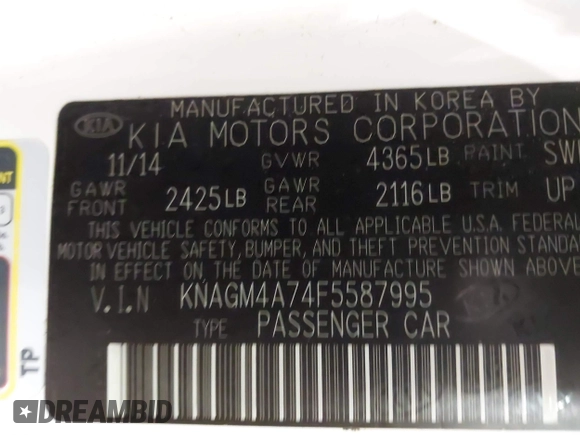 MANUFACTURED IN KOREA BY
KIA KIA MOTORS CORPORATION
11/14 GVWR 4365LB PAINT
GAWR FRONT 2425LB GAWR REAR 2116LB TRIM UP
THIS VEHICLE CONFORMS TO ALL APPLICABLE U.S.A. FEDERAL
MOTOR VEHICLE SAFETY, BUMPER, AND THEFT PREVENTION STANDA
IN EFFECT ON THE DATE OF MANUFACTURE SHOWN ABOVE
V.I.N KNAGM4A74F5587995
TYPE PASSENGER CAR
TP
DREAMBID